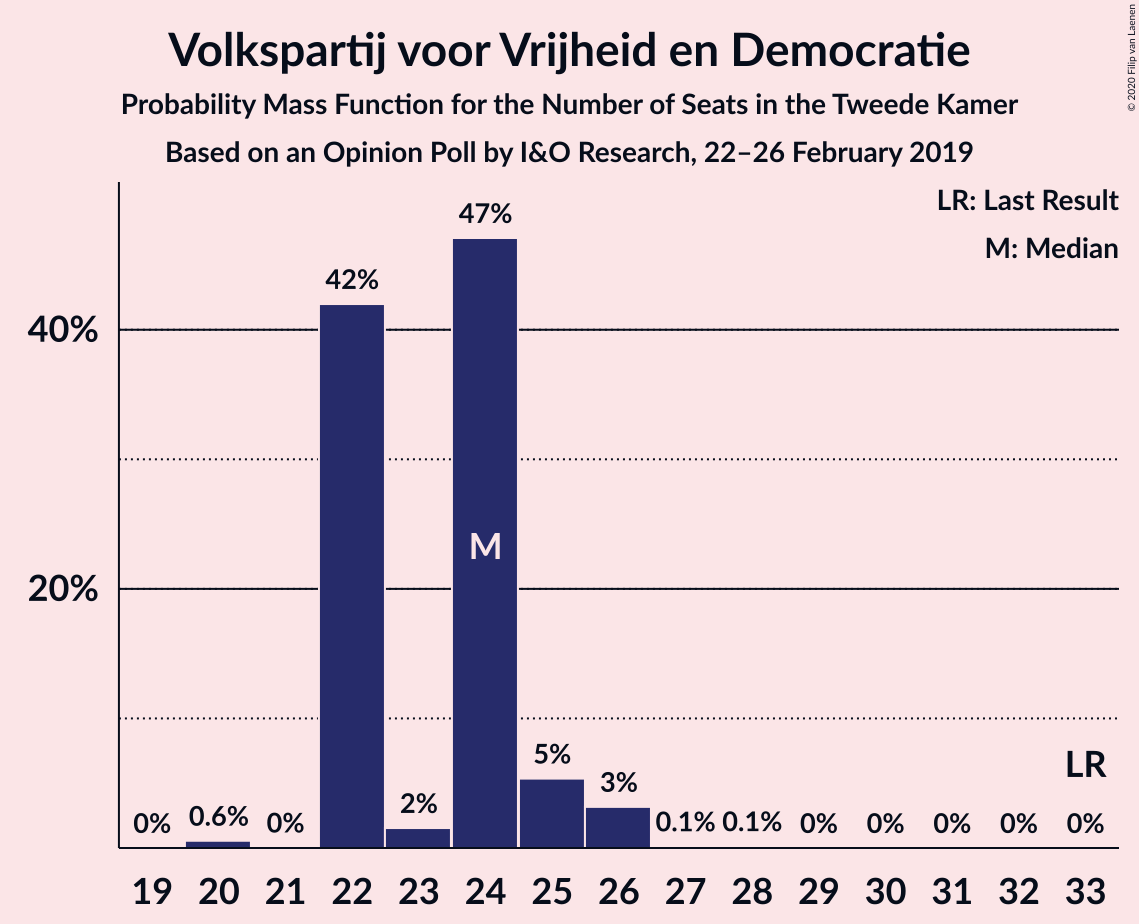 Volkspartij voor Vrijheid en Democratie
Probability Mass Function for the Number of Seats in the Tweede Kamer
Based on an Opinion Poll by I&O Research, 22–26 February 2019
© 2020 Filip van Laenen
LR: Last Result
M: Median
40%
20%
0%
0.6%
0%
42%
2%
47%
5%
3%
0.1%
0.1%
0%
0%
0%
0%
0%
M
LR
19 20 21 22 23 24 25 26 27 28 29 30 31 32 33